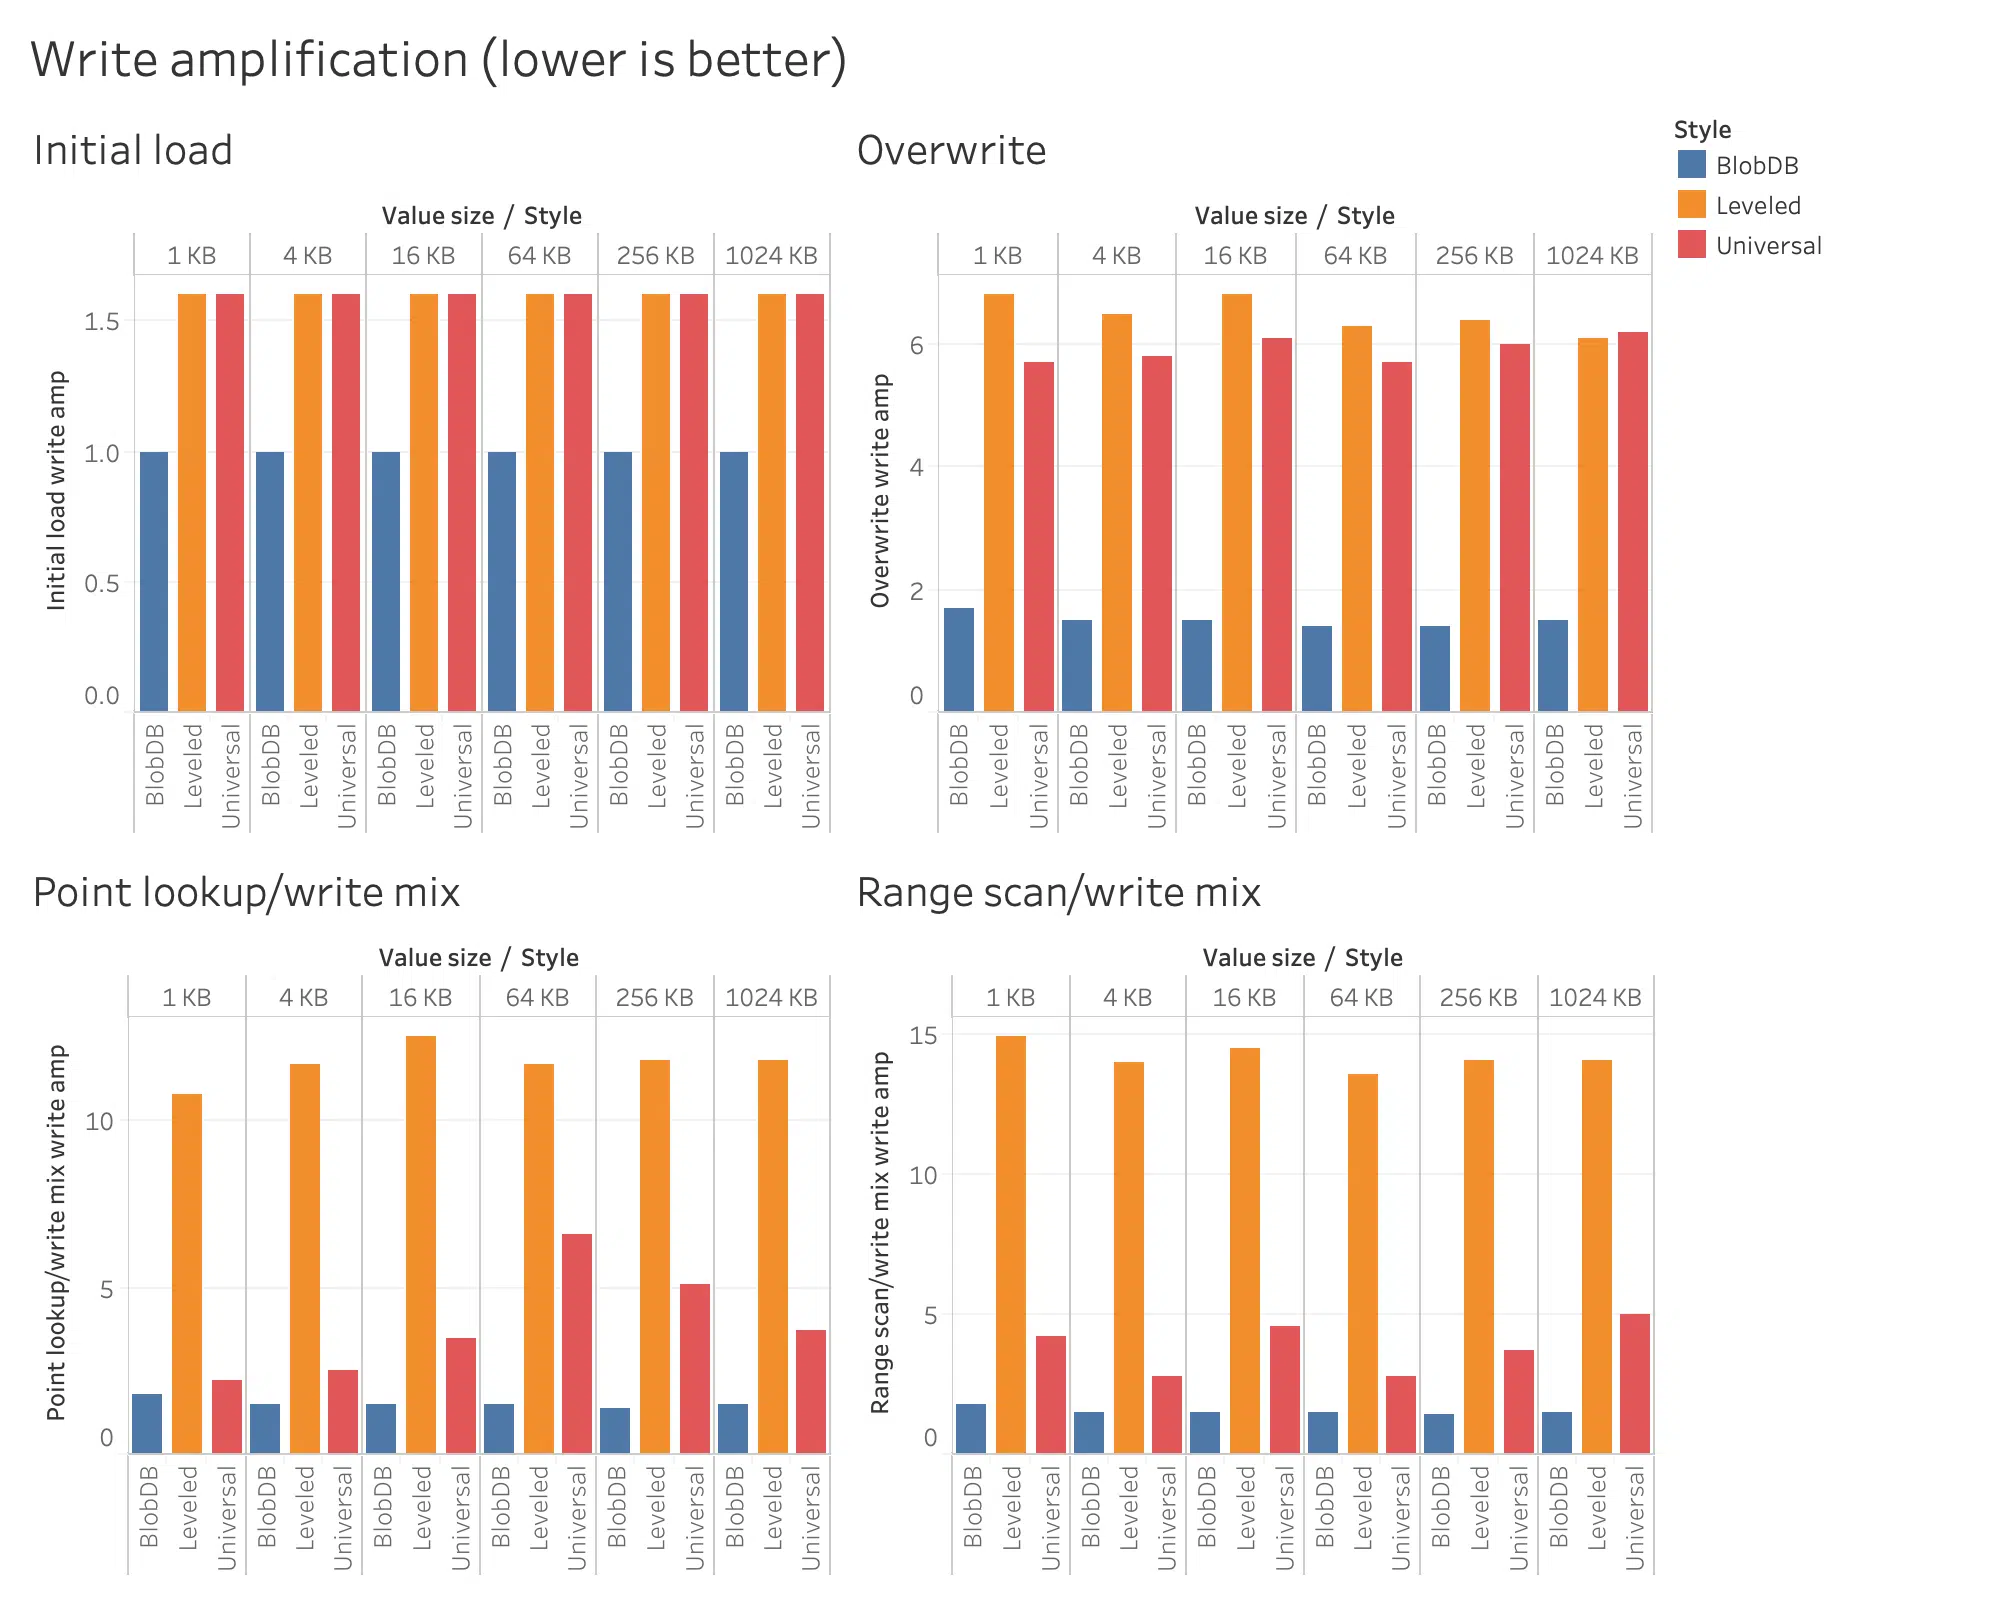 Write amplification (lower is better)
Initial load
Value size / Style
1 KB 4 KB 16 KB 64 KB 256 KB 1024 KB
Initial load write amp
1.5
1.0
0.5
0.0
BlobDB Leveled Universal BlobDB Leveled Universal BlobDB Leveled Universal BlobDB Leveled Universal BlobDB Leveled Universal BlobDB Leveled Universal
Overwrite
Value size / Style
1 KB 4 KB 16 KB 64 KB 256 KB 1024 KB
Overwrite write amp
6
4
2
0
BlobDB Leveled Universal BlobDB Leveled Universal BlobDB Leveled Universal BlobDB Leveled Universal BlobDB Leveled Universal BlobDB Leveled Universal
Style
BlobDB
Leveled
Universal
Point lookup/write mix
Value size / Style
1 KB 4 KB 16 KB 64 KB 256 KB 1024 KB
Point lookup/write mix write amp
10
5
0
BlobDB Leveled Universal BlobDB Leveled Universal BlobDB Leveled Universal BlobDB Leveled Universal BlobDB Leveled Universal BlobDB Leveled Universal
Range scan/write mix
Value size / Style
1 KB 4 KB 16 KB 64 KB 256 KB 1024 KB
Range scan/write mix write amp
15
10
5
0
BlobDB Leveled Universal BlobDB Leveled Universal BlobDB Leveled Universal BlobDB Leveled Universal BlobDB Leveled Universal BlobDB Leveled Universal